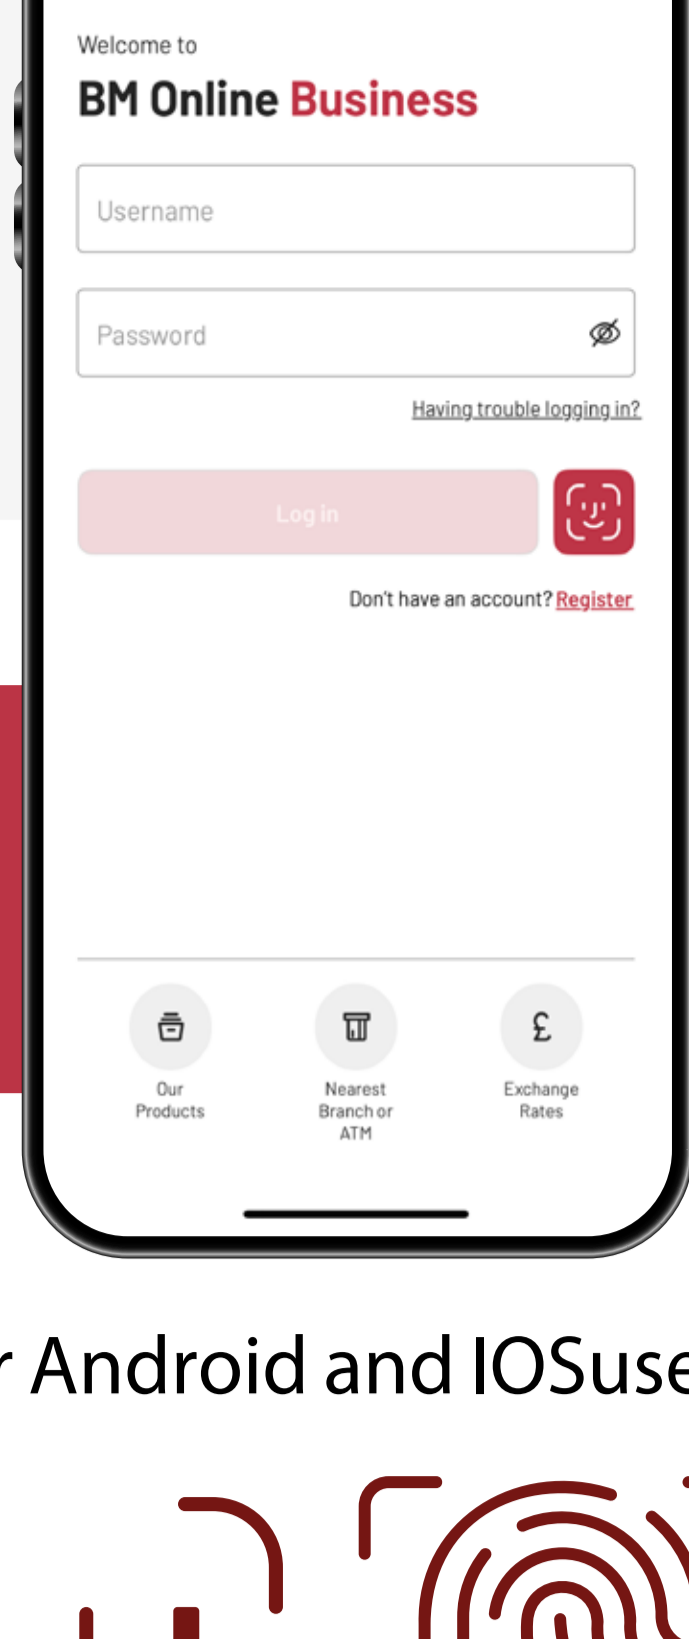 Welcome to
BM Online Business
Username
Password
Having trouble logging in?
Log in
Don't have an account? Register
Our
Products
Nearest
Branch or
ATM
£
Exchange
Rates
r Android and IOSuse